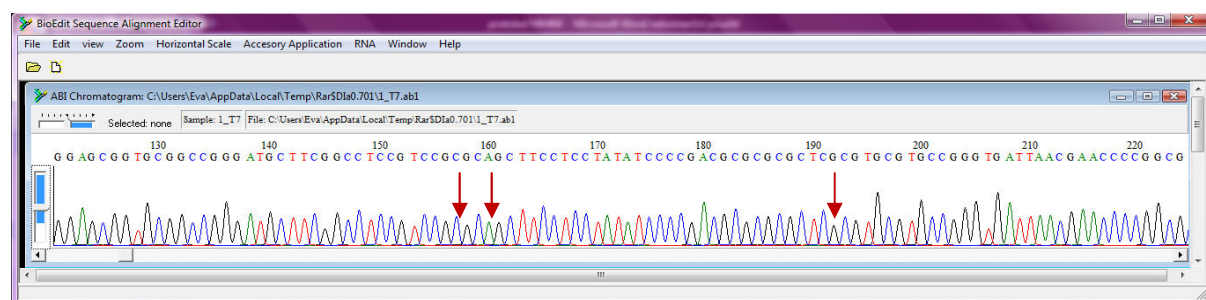 BioEdit Sequence Alignment Editor
File Edit view Zoom Horizontal Scale Accesory Application RNA Window Help
ABI Chromatogram: C:\Users\Eva\AppData\Local\Temp\Rar$DIa0.701\1_T7.ab1
Selected: none Sample: 1_T7 File: C:\Users\Eva\AppData\Local\Temp\Rar$DIa0.701\1_T7.ab1
130 140 150 160 170 180 190 200 210 220
G G A G C G G T G C G G C C G G G A T G C T T C G G C C T C C G T C C G C G C A G C T T C C T C C T A T A T C C C C G A C G C G C G C G C T C G C G T G C G T G C C G G G T G A T T A A C G A A C C C C G G C G